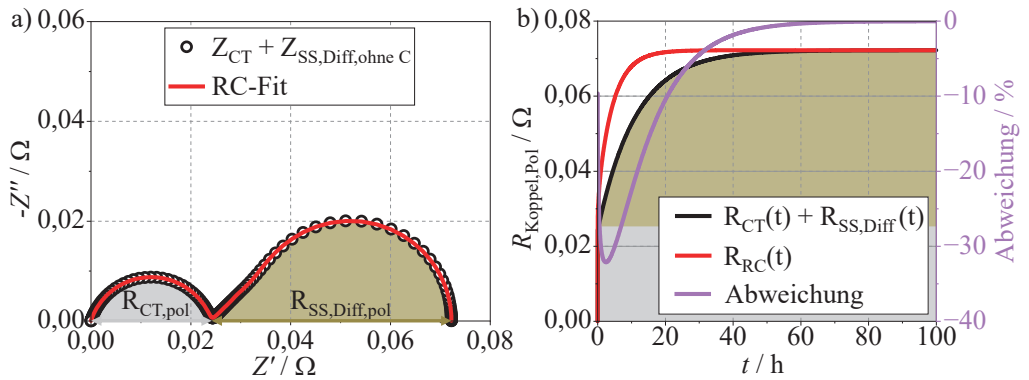 a)
0,06
0,04
0,02
0,00
-Z″ / Ω
Z_CT + Z_SS,Diff,ohne C
RC-Fit
R_CT,pol
R_SS,Diff,pol
0,00 0,02 0,04 0,06 0,08
Z′ / Ω
b)
0,08
0,06
0,04
0,02
0,00
R_Koppel,Pol / Ω
R_CT(t) + R_SS,Diff(t)
R_RC(t)
Abweichung
0
−10
−20
−30
−40
Abweichung / %
0 20 40 60 80 100
t / h